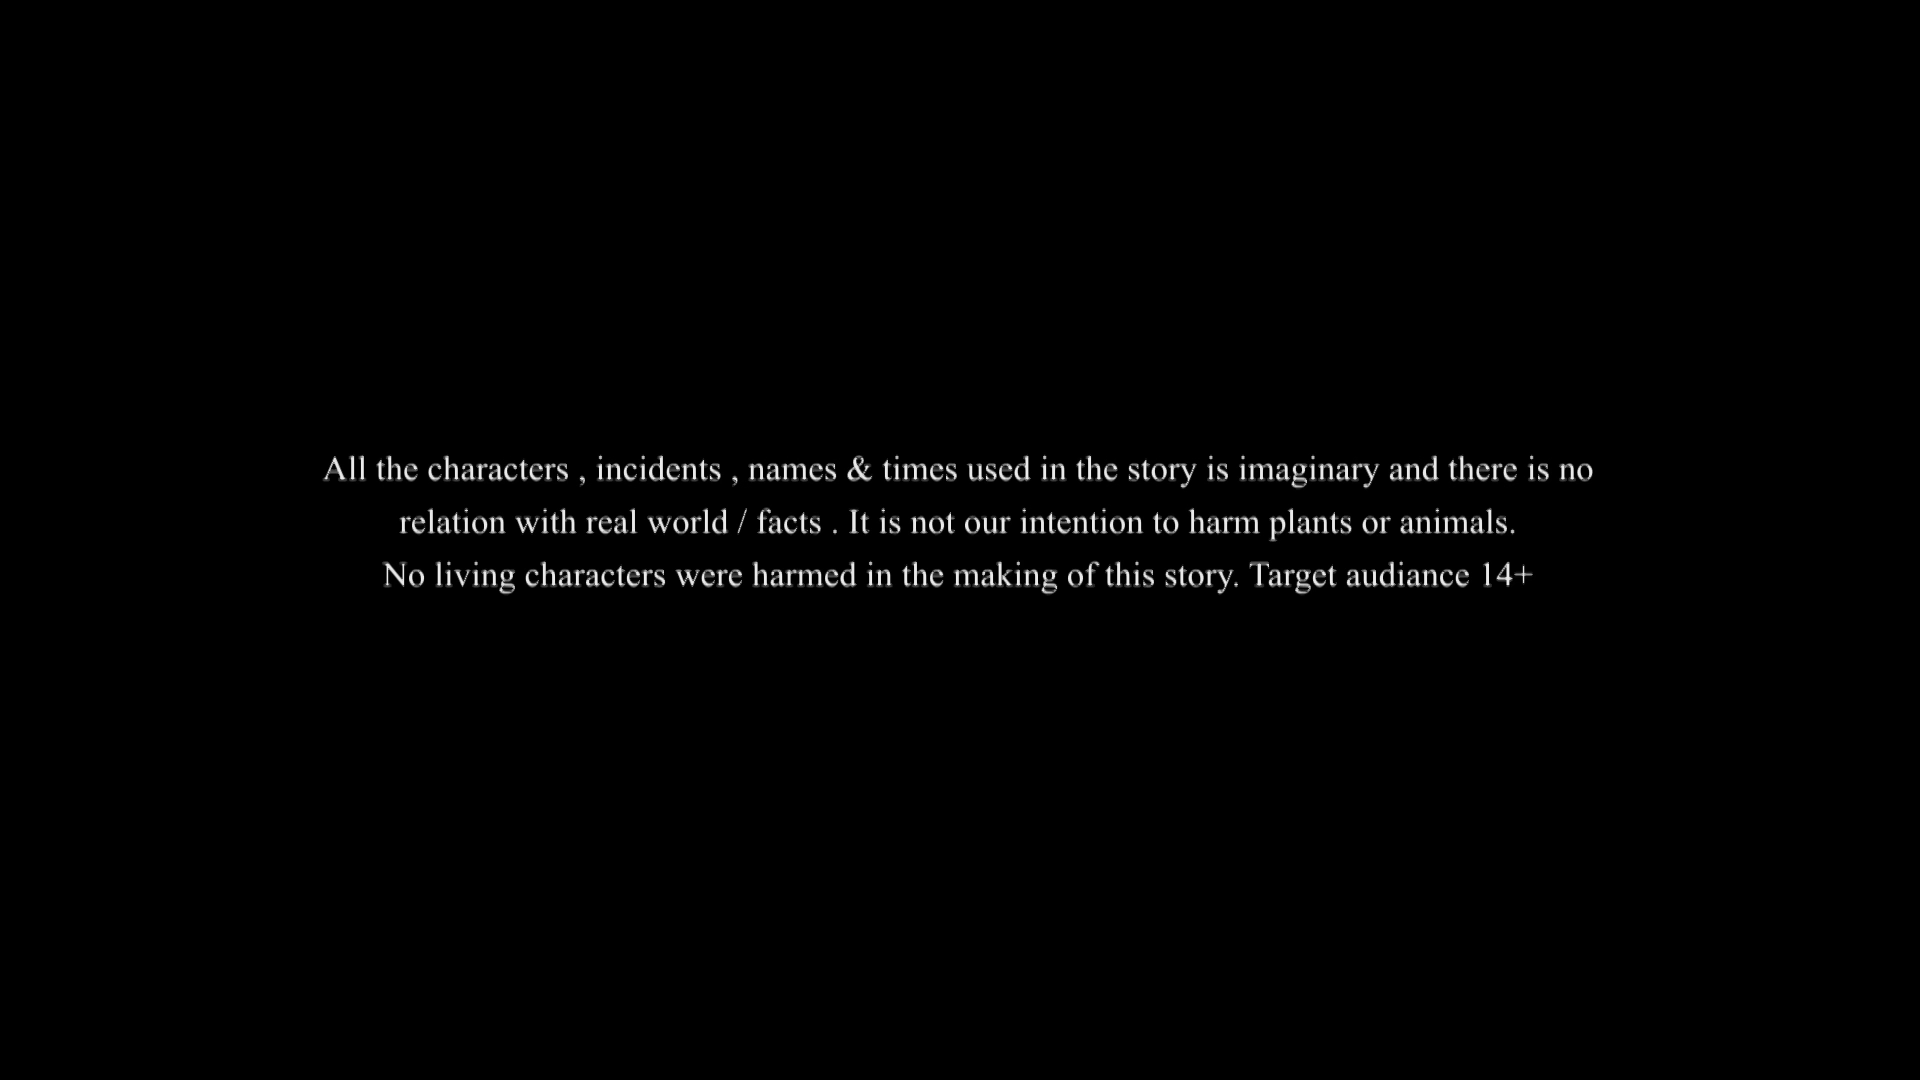 All the characters , incidents , names & times used in the story is imaginary and there is no
relation with real world / facts . It is not our intention to harm plants or animals.
No living characters were harmed in the making of this story. Target audiance 14+